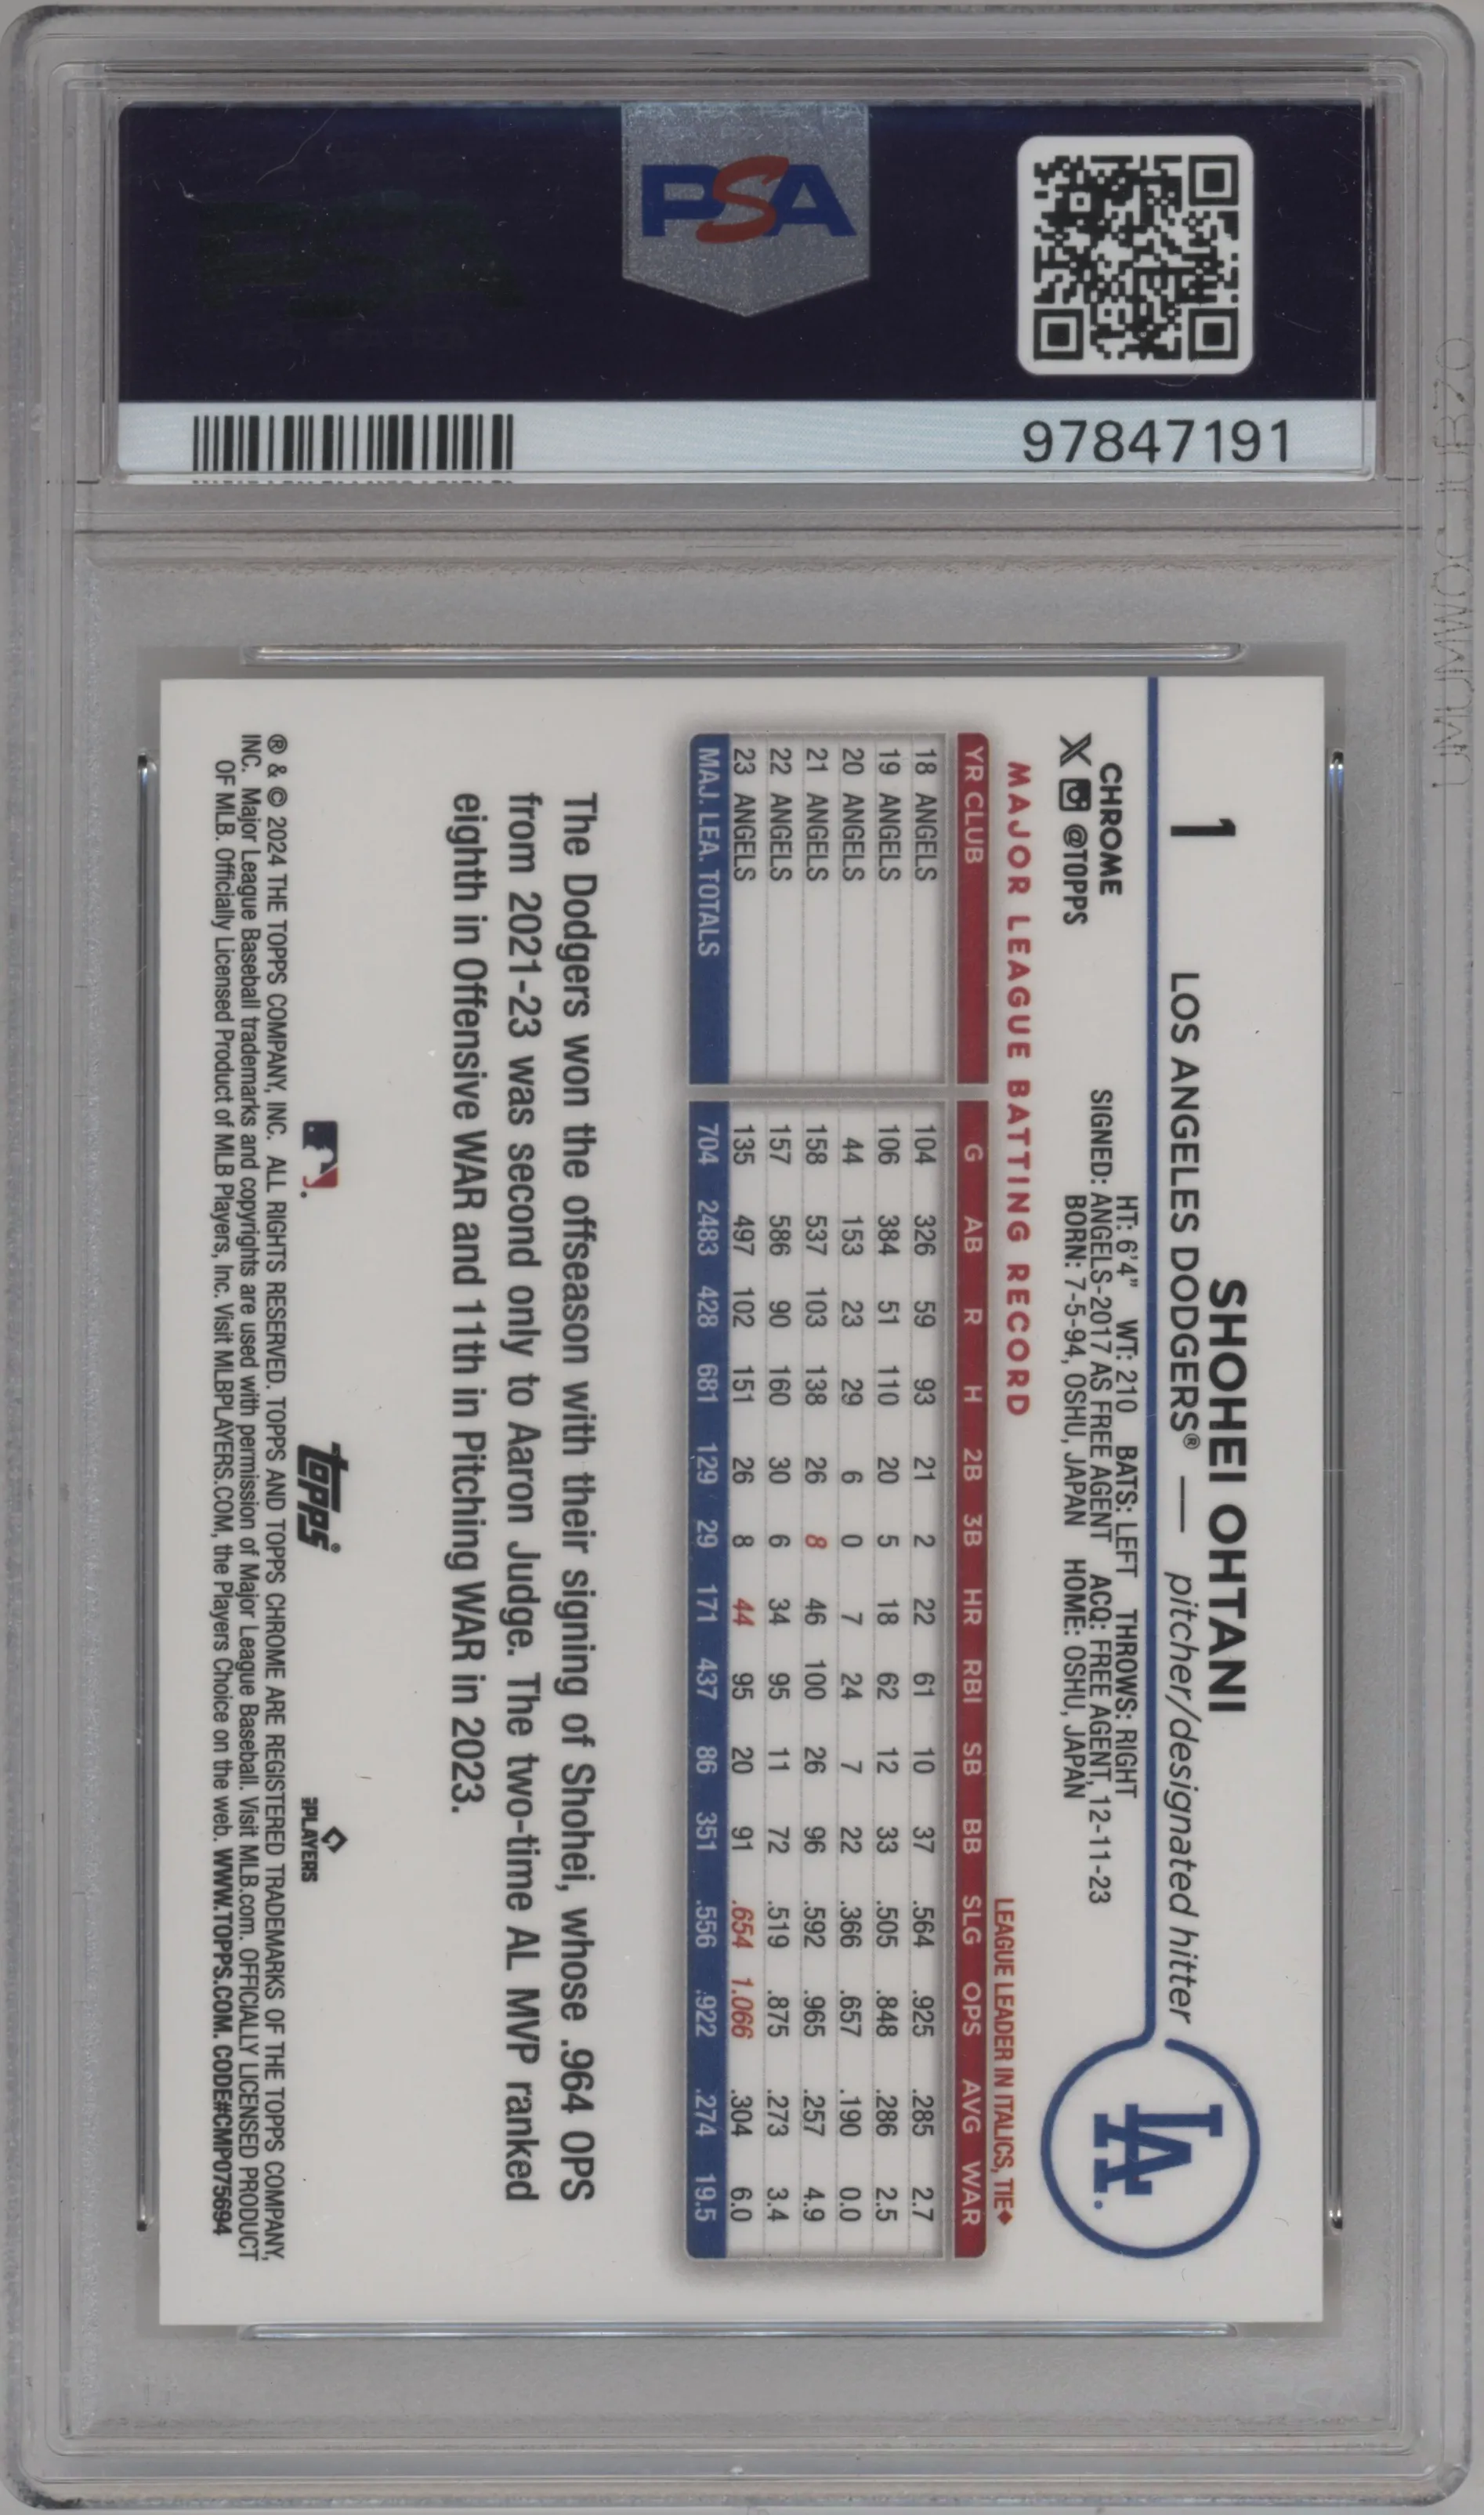 PSA
97847191
1
SHOHEI OHTANI
LOS ANGELES DODGERS® — pitcher/designated hitter
LA
CHROME
X @TOPPS
HT: 6'4" WT: 210 BATS: LEFT THROWS: RIGHT
SIGNED: ANGELS-2017 AS FREE AGENT ACQ: FREE AGENT, 12-11-23
BORN: 7-5-94, OSHU, JAPAN HOME: OSHU, JAPAN
MAJOR LEAGUE BATTING RECORD
LEAGUE LEADER IN ITALICS, TIE◆
YR CLUB G AB R H 2B 3B HR RBI SB BB SLG OPS AVG WAR
18 ANGELS 104 326 59 93 21 2 22 61 10 37 .564 .925 .285 2.7
19 ANGELS 106 384 51 110 20 5 18 62 12 33 .505 .848 .286 2.5
20 ANGELS 44 153 23 29 6 0 7 24 7 22 .366 .657 .190 0.0
21 ANGELS 158 537 103 138 26 8 46 100 26 96 .592 .965 .257 4.9
22 ANGELS 157 586 90 160 30 6 34 95 11 72 .519 .875 .273 3.4
23 ANGELS 135 497 102 151 26 8 44 95 20 91 .654 1.066 .304 6.0
MAJ. LEA. TOTALS 704 2483 428 681 129 29 171 437 86 351 .556 .922 .274 19.5
The Dodgers won the offseason with their signing of Shohei, whose .964 OPS
from 2021-23 was second only to Aaron Judge. The two-time AL MVP ranked
eighth in Offensive WAR and 11th in Pitching WAR in 2023.
topps®
PLAYERS
® & © 2024 THE TOPPS COMPANY, INC. ALL RIGHTS RESERVED. TOPPS AND TOPPS CHROME ARE REGISTERED TRADEMARKS OF THE TOPPS COMPANY,
INC. Major League Baseball trademarks and copyrights are used with permission of Major League Baseball. Visit MLB.com. OFFICIALLY LICENSED PRODUCT
OF MLB. Officially Licensed Product of MLB Players, Inc. Visit MLBPLAYERS.COM, the Players Choice on the web. WWW.TOPPS.COM. CODE#CMP075694